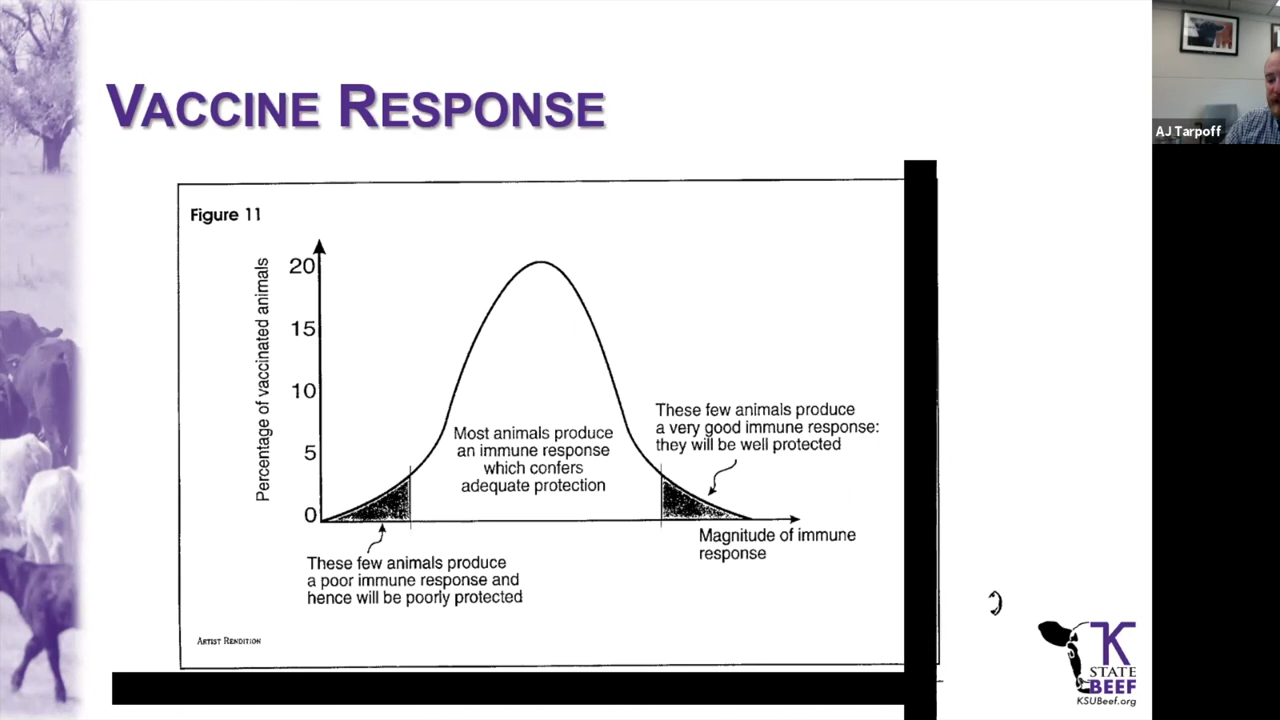 VACCINE RESPONSE
AJ Tarpoff
Figure 11
Percentage of vaccinated animals
20
15
10
5
0
Most animals produce
an immune response
which confers
adequate protection
These few animals produce
a very good immune response:
they will be well protected
Magnitude of immune
response
These few animals produce
a poor immune response and
hence will be poorly protected
ARTIST RENDITION
K
STATE
BEEF
KSUBeef.org